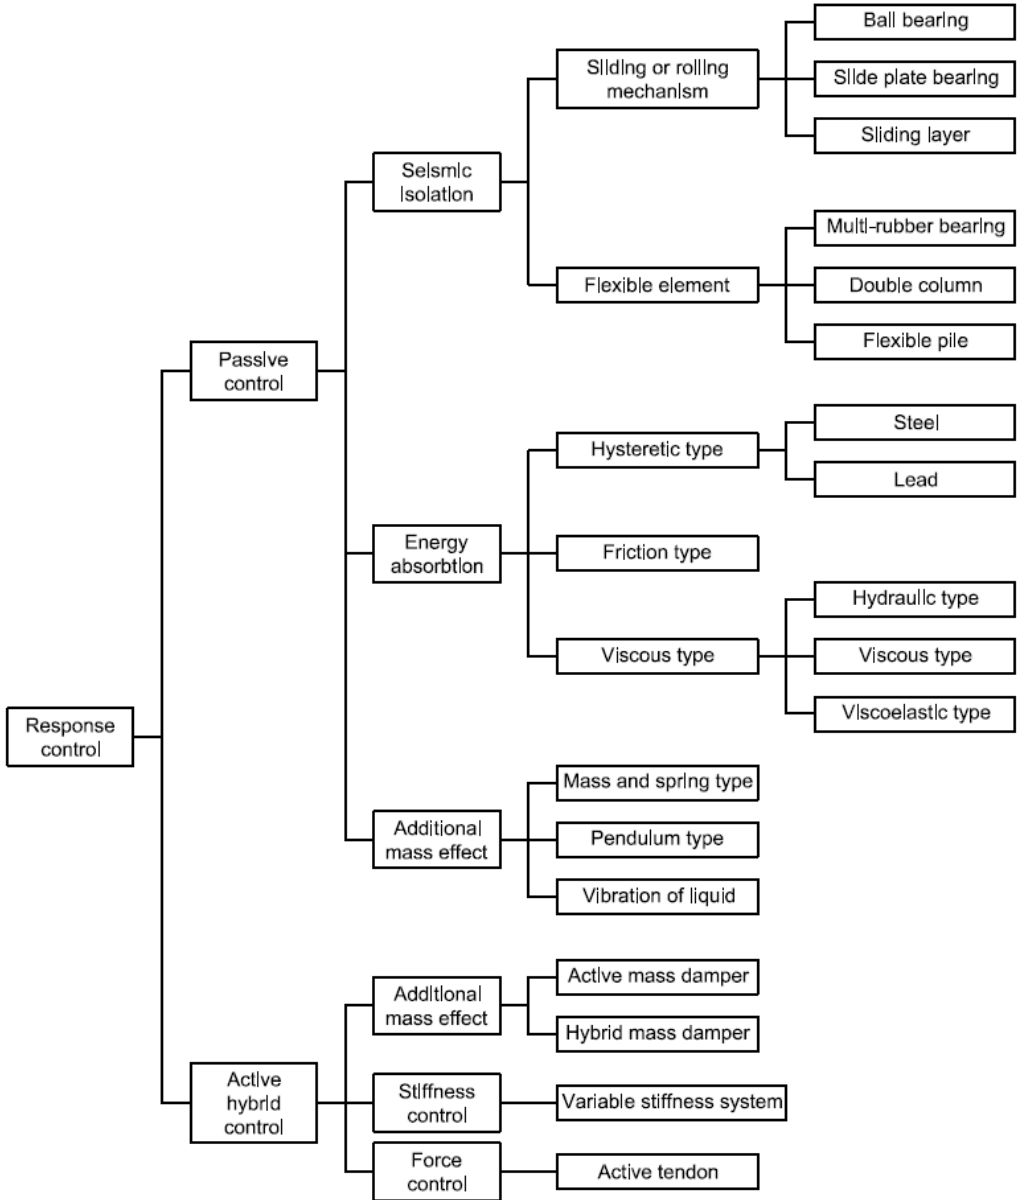 Ball bearing
Sliding or rolling
mechanism
Slide plate bearing
Sliding layer
Seismic
isolation
Multi-rubber bearing
Flexible element
Double column
Flexible pile
Passive
control
Steel
Hysteretic type
Lead
Energy
absorbtion
Friction type
Hydraulic type
Viscous type
Viscous type
Viscoelastic type
Response
control
Mass and spring type
Additional
mass effect
Pendulum type
Vibration of liquid
Active mass damper
Additional
mass effect
Hybrid mass damper
Active
hybrid
control
Stiffness
control
Variable stiffness system
Force
control
Active tendon